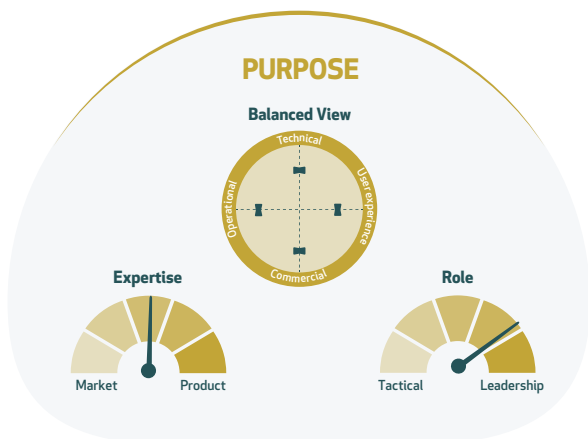 PURPOSE
Balanced View
Technical
Operational
User experience
Commercial
Expertise
Role
Market
Product
Tactical
Leadership